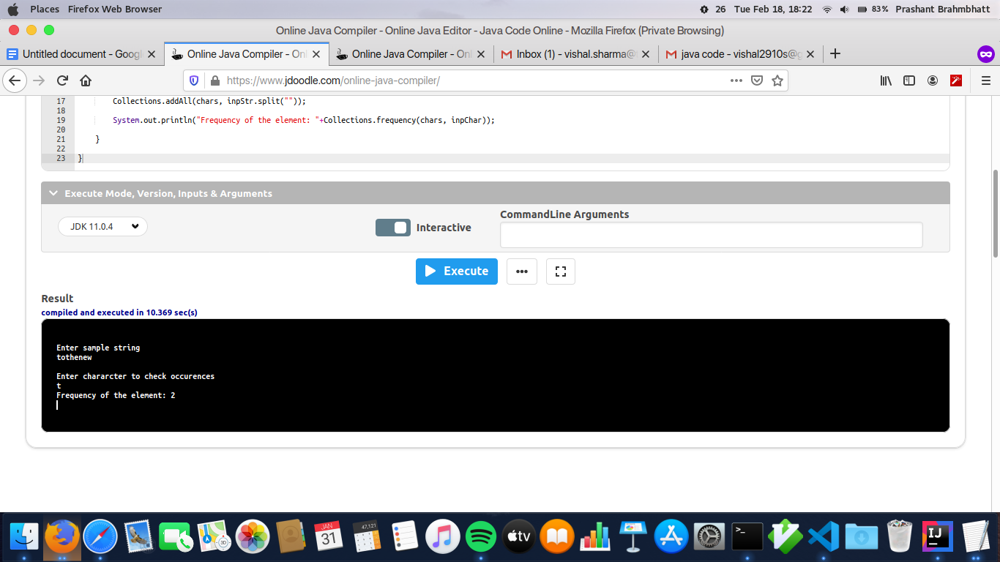 Places Firefox Web Browser 26 Tue Feb 18, 18:22 83% Prashant Brahmbhatt
Online Java Compiler - Online Java Editor - Java Code Online - Mozilla Firefox (Private Browsing)
Untitled document - Goog Online Java Compiler - Onl Online Java Compiler - Onl Inbox (1) - vishal.sharma@ java code - vishal2910s@g
https://www.jdoodle.com/online-java-compiler/
17 Collections.addAll(chars, inpStr.split(""));
18
19 System.out.println("Frequency of the element: "+Collections.frequency(chars, inpChar));
20
21 }
22
23 }
Execute Mode, Version, Inputs & Arguments
CommandLine Arguments
JDK 11.0.4 Interactive
Execute
Result
compiled and executed in 10.369 sec(s)
Enter sample string
tothenew
Enter chararcter to check occurences
t
Frequency of the element: 2
JAN
31
47,121
3D
tv
>_
IJ